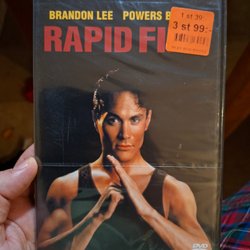 BRANDON LEE POWERS B
RAPID FI
1 st 39:-
3 st 99:-
DVD